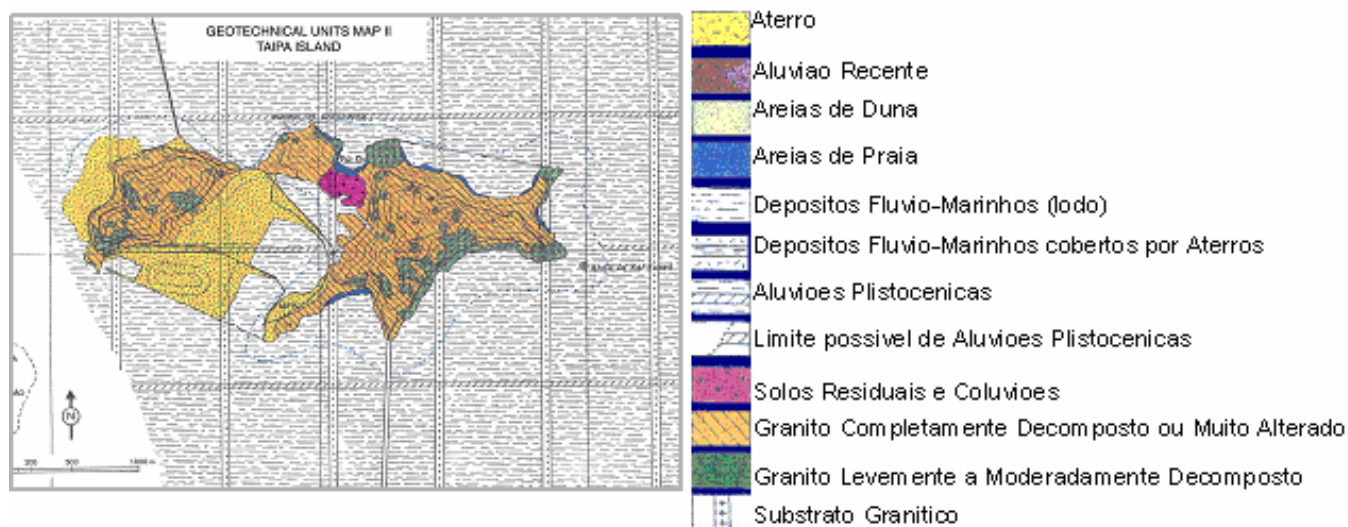 GEOTECHNICAL UNITS MAP II
TAIPA ISLAND
N
500
1000 m
Aterro
Aluviao Recente
Areias de Duna
Areias de Praia
Depositos Fluvio-Marinhos (lodo)
Depositos Fluvio-Marinhos cobertos por Aterros
Aluvioes Plistocenicas
Limite possivel de Aluvioes Plistocenicas
Solos Residuais e Coluvioes
Granito Completamente Decomposto ou Muito Alterado
Granito Levemente a Moderadamente Decomposto
Substrato Granitico